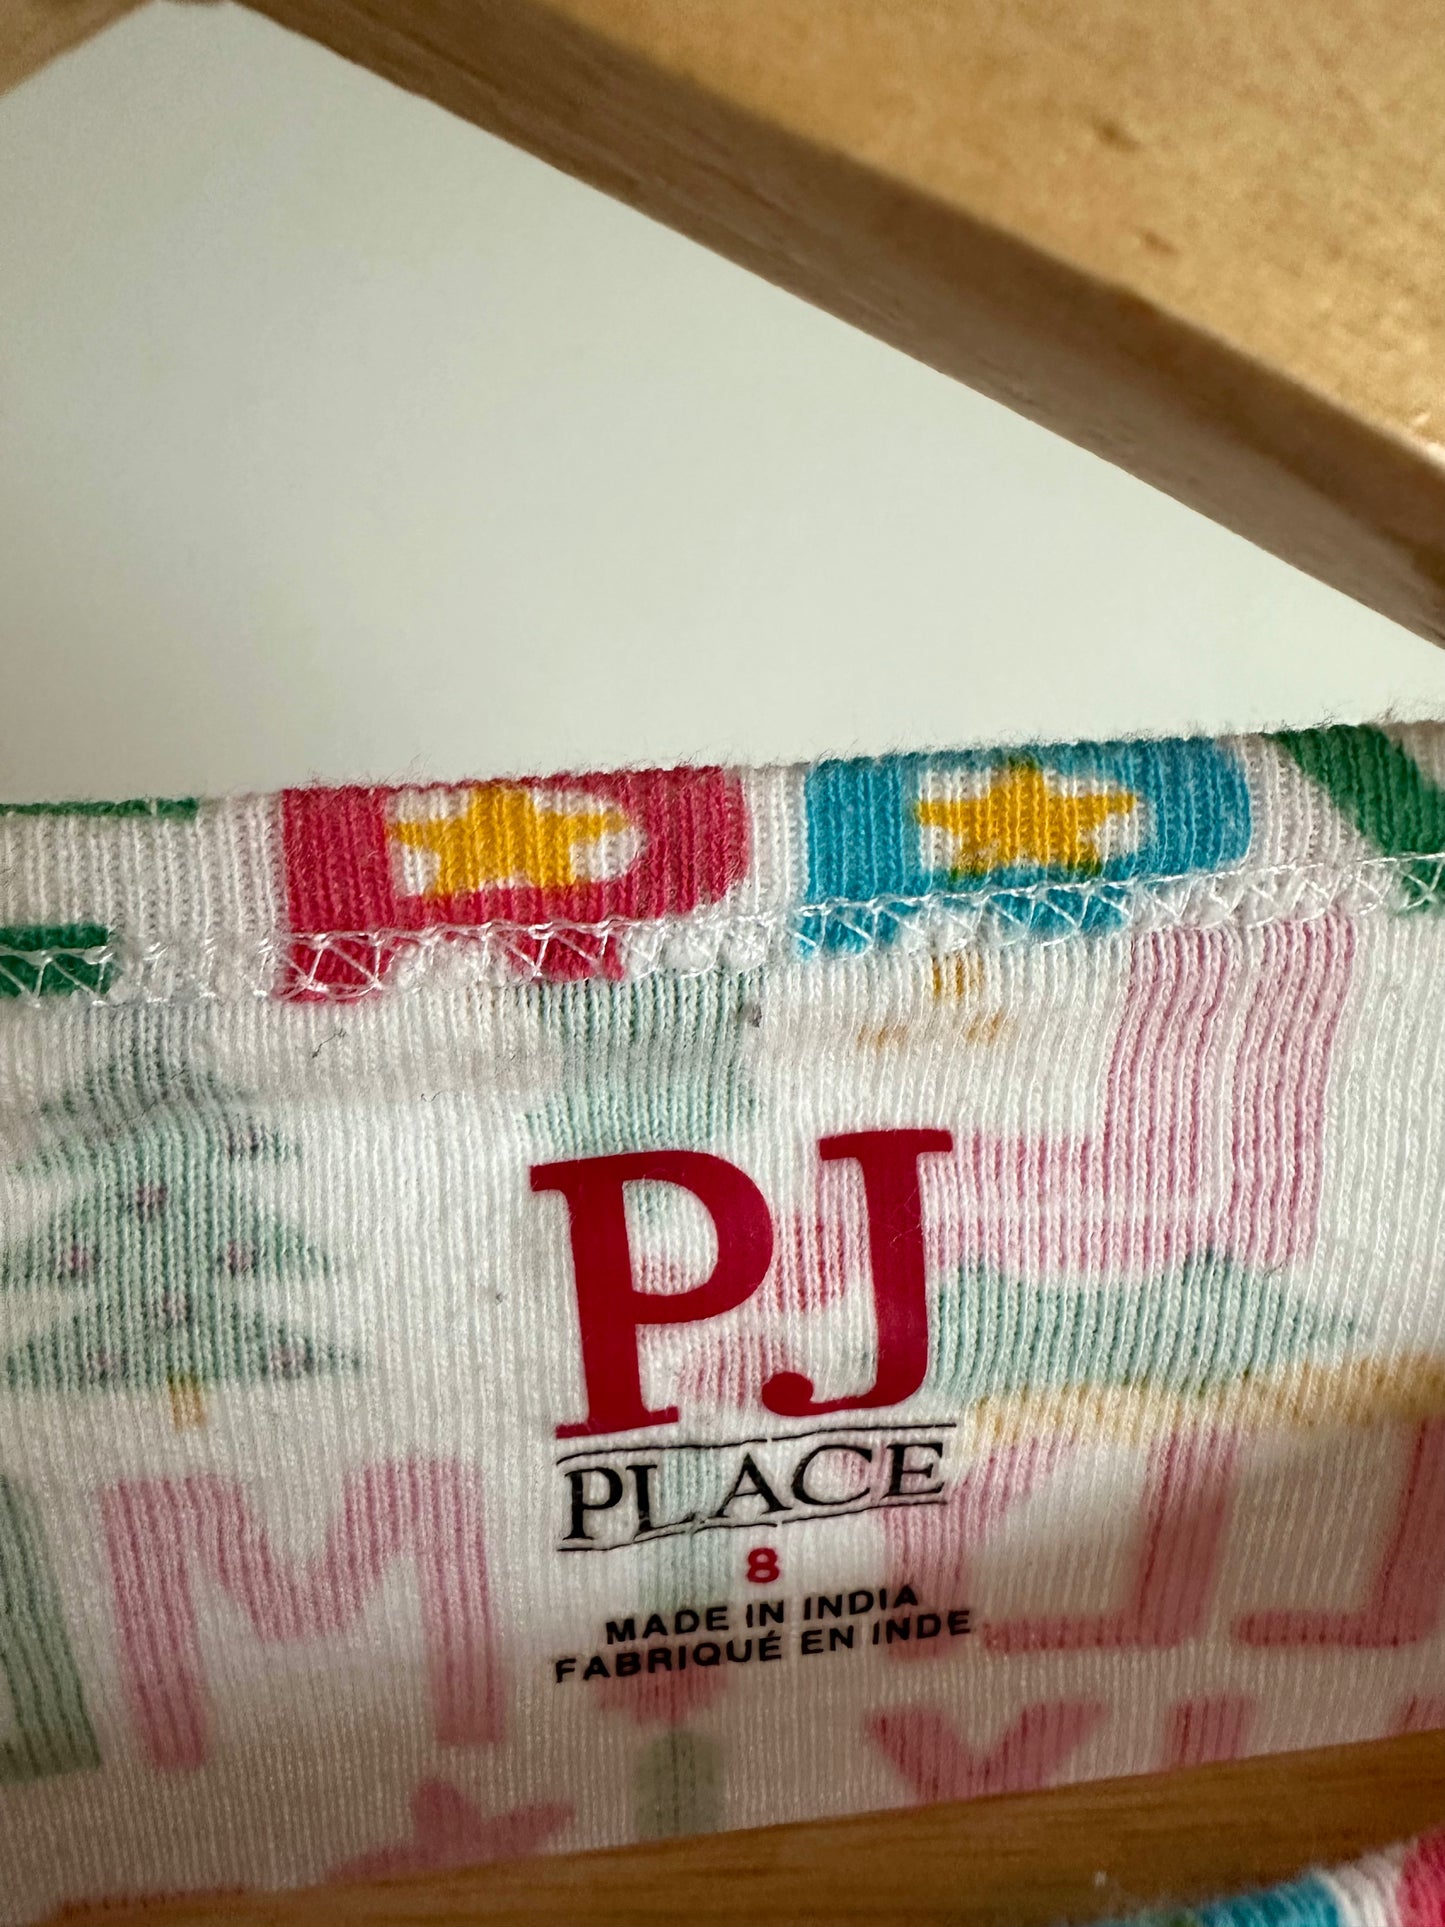 PJ
PLACE
8
MADE IN INDIA
FABRIQUÉ EN INDE